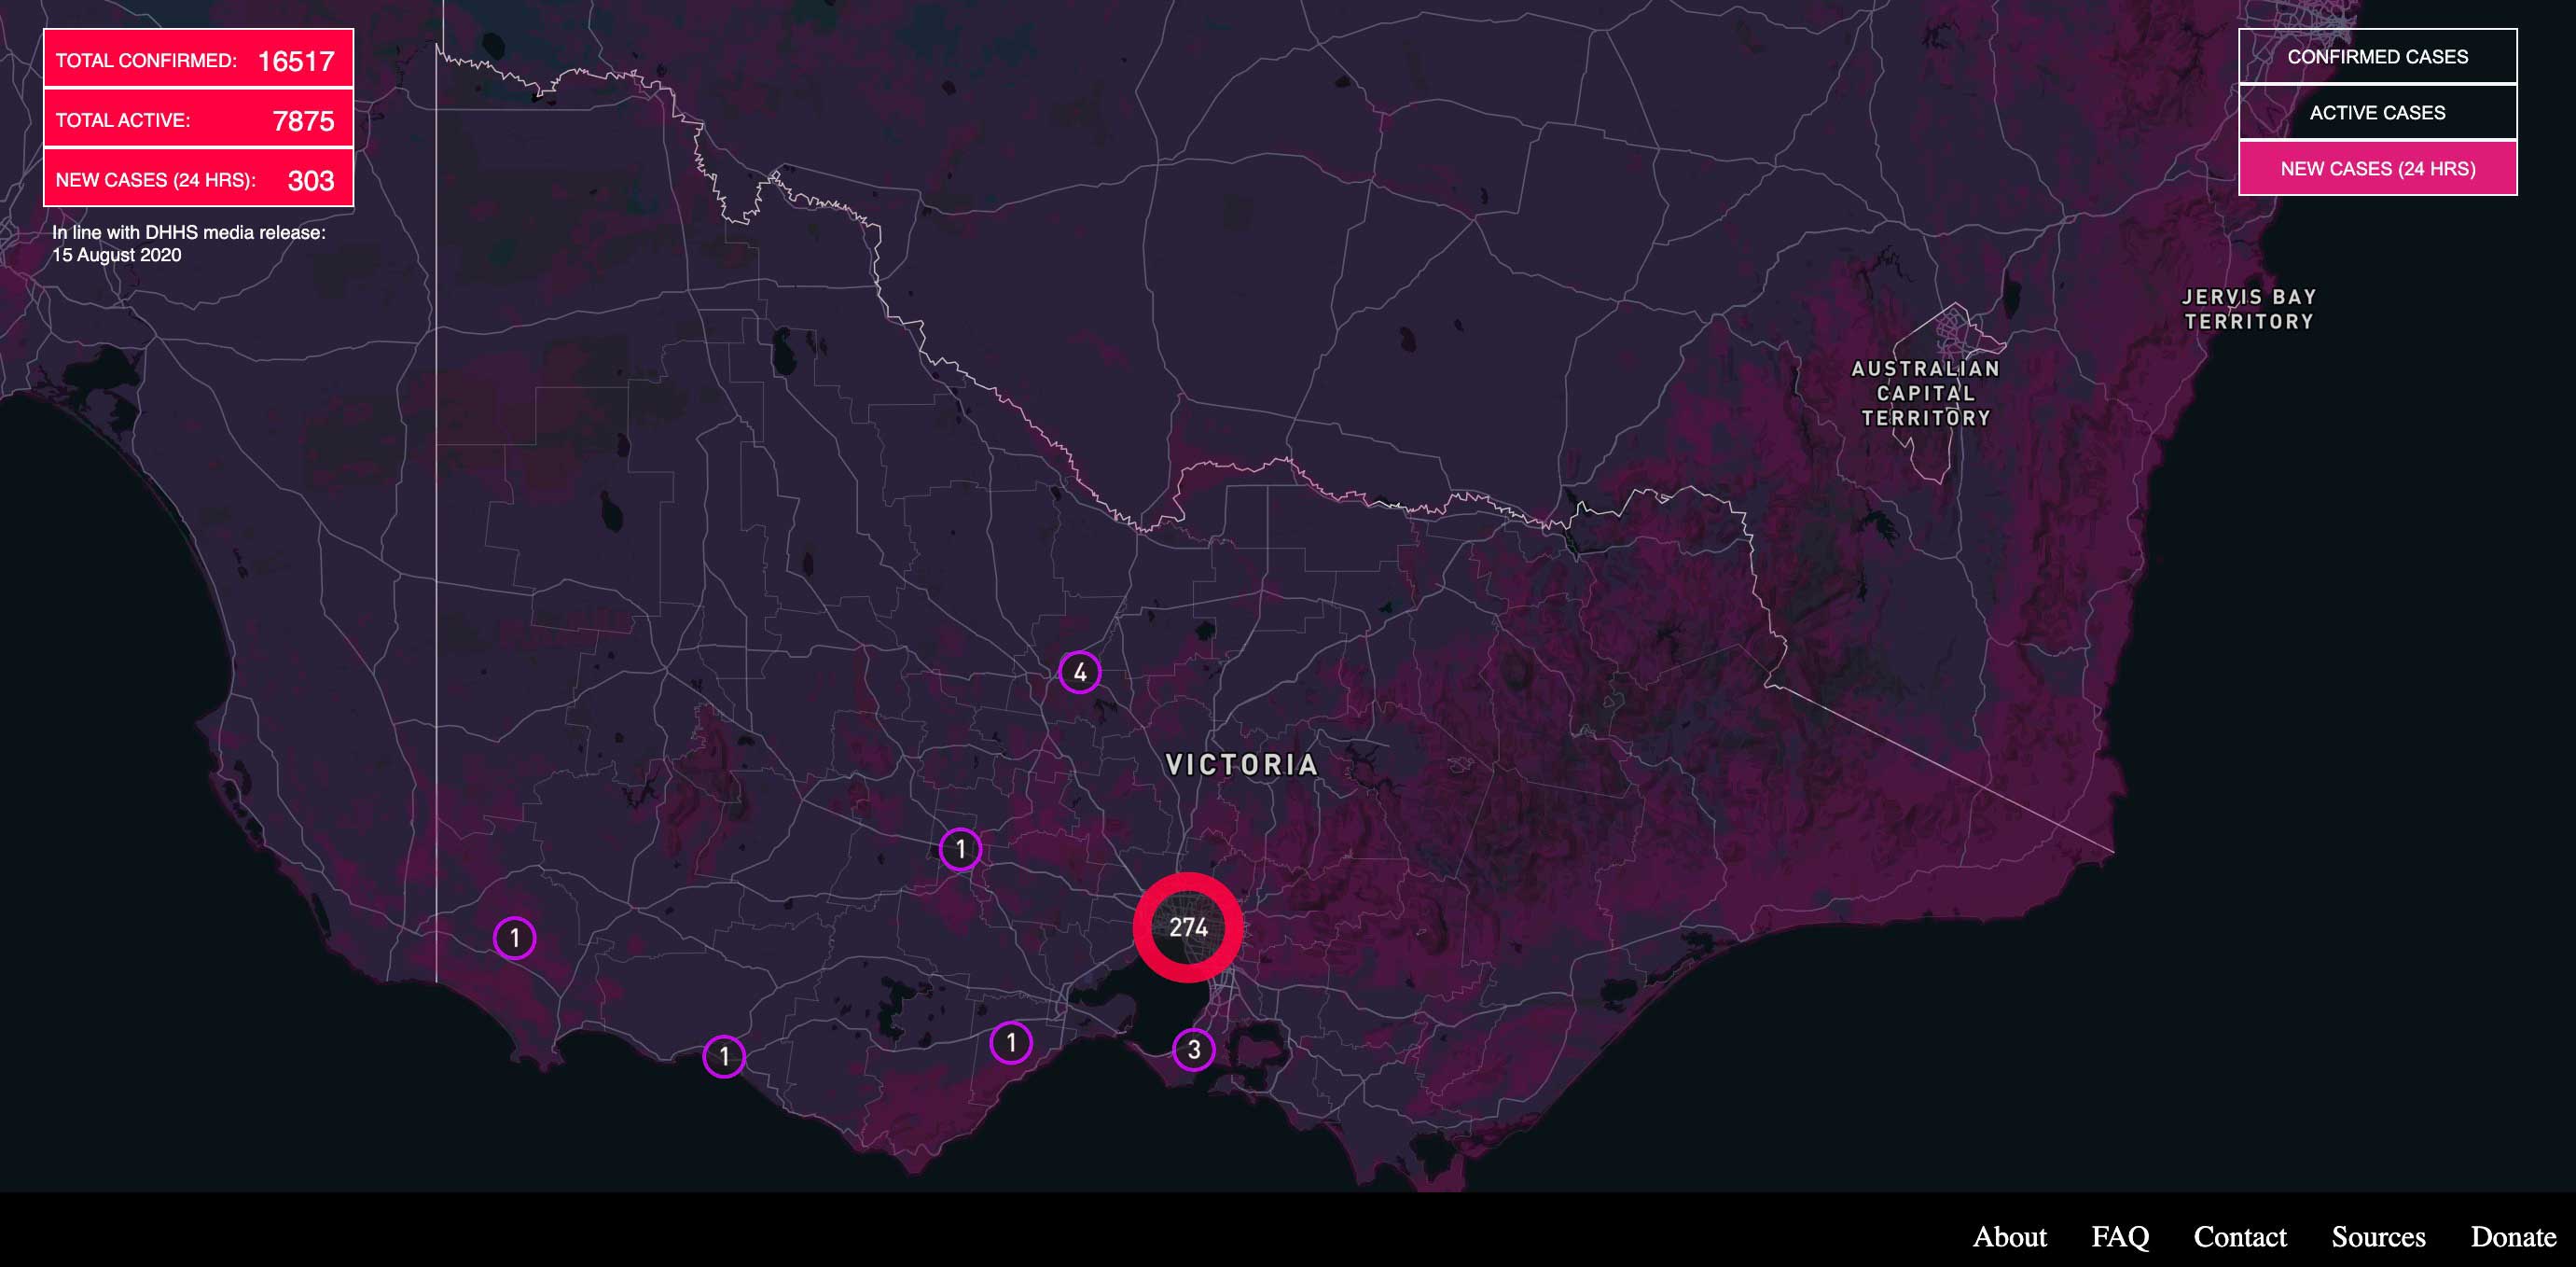 TOTAL CONFIRMED: 16517
TOTAL ACTIVE: 7875
NEW CASES (24 HRS): 303
In line with DHHS media release:
15 August 2020
CONFIRMED CASES
ACTIVE CASES
NEW CASES (24 HRS)
JERVIS BAY
TERRITORY
AUSTRALIAN
CAPITAL
TERRITORY
4
VICTORIA
1
274
1
1
1
3
About FAQ Contact Sources Donate